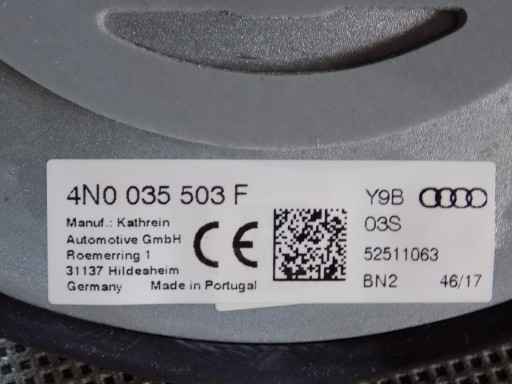 4N0 035 503 F
Manuf.: Kathrein
Automotive GmbH
Roemerring 1
31137 Hildesheim
Germany Made in Portugal
CE
Y9B
03S
52511063
BN2 46/17